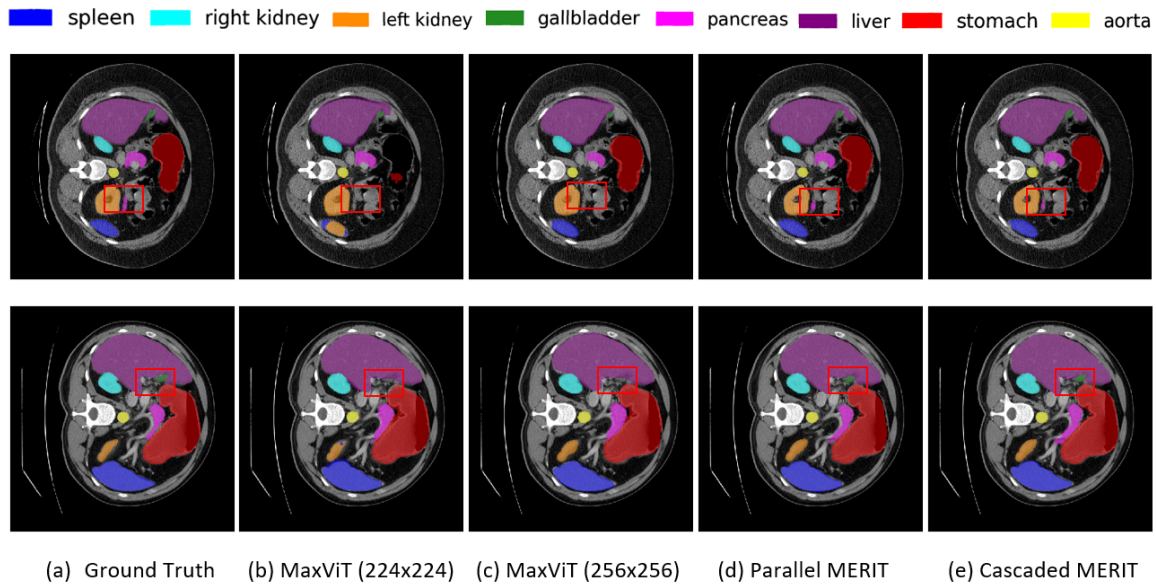 spleen right kidney left kidney gallbladder pancreas liver stomach aorta
(a) Ground Truth (b) MaxViT (224x224) (c) MaxViT (256x256) (d) Parallel MERIT (e) Cascaded MERIT